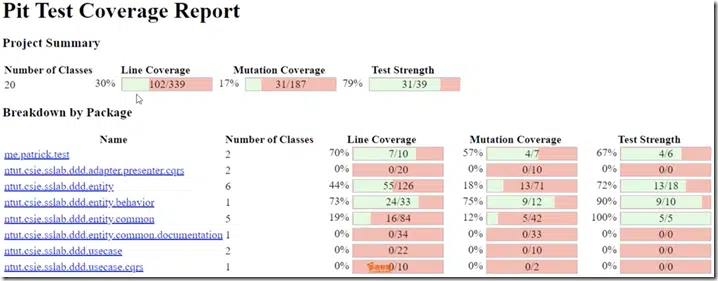 Pit Test Coverage Report
Project Summary
Number of Classes Line Coverage Mutation Coverage Test Strength
20 30% 102/339 17% 31/187 79% 31/39
Breakdown by Package
Name Number of Classes Line Coverage Mutation Coverage Test Strength
me.patrick.test 2 70% 7/10 57% 4/7 67% 4/6
ntut.csie.sslab.ddd.adapter.presenter.cqrs 2 0% 0/20 0% 0/10 0% 0/0
ntut.csie.sslab.ddd.entity 6 44% 55/126 18% 13/71 72% 13/18
ntut.csie.sslab.ddd.entity.behavior 1 73% 24/33 75% 9/12 90% 9/10
ntut.csie.sslab.ddd.entity.common 5 19% 16/84 12% 5/42 100% 5/5
ntut.csie.sslab.ddd.entity.common.documentation 1 0% 0/34 0% 0/33 0% 0/0
ntut.csie.sslab.ddd.usecase 2 0% 0/22 0% 0/10 0% 0/0
ntut.csie.sslab.ddd.usecase.cqrs 1 0% 0/10 0% 0/2 0% 0/0